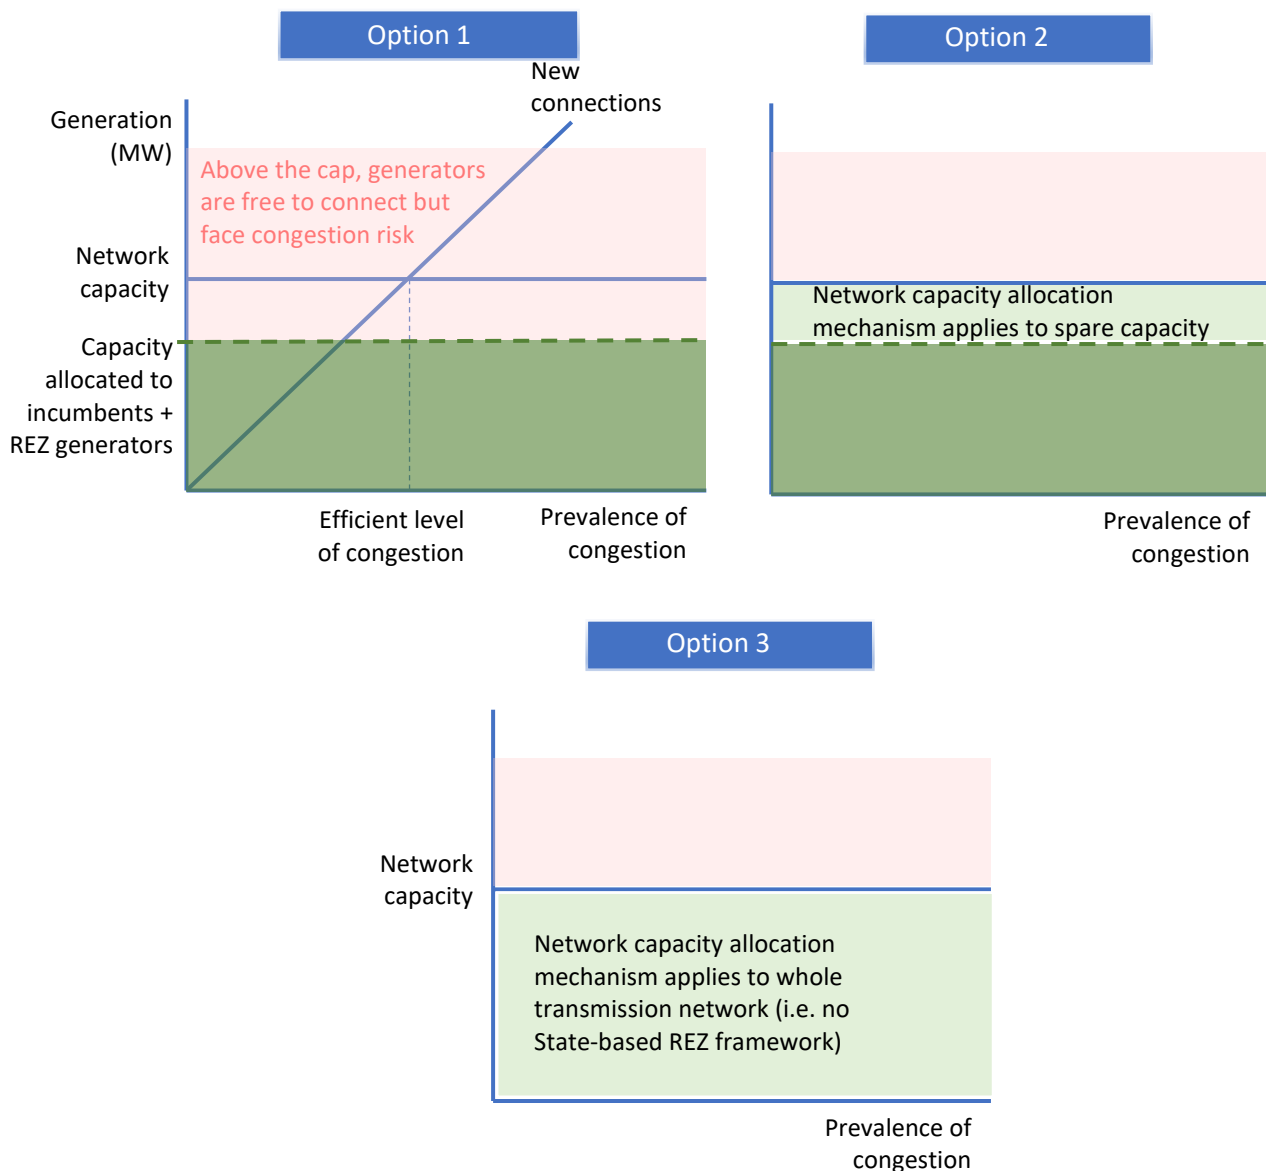 Option 1
New
connections
Generation
(MW)
Above the cap, generators
are free to connect but
face congestion risk
Network
capacity
Capacity
allocated to
incumbents +
REZ generators
Efficient level
of congestion
Prevalence of
congestion
Option 2
Network capacity allocation
mechanism applies to spare capacity
Prevalence of
congestion
Option 3
Network
capacity
Network capacity allocation
mechanism applies to whole
transmission network (i.e. no
State-based REZ framework)
Prevalence of
congestion